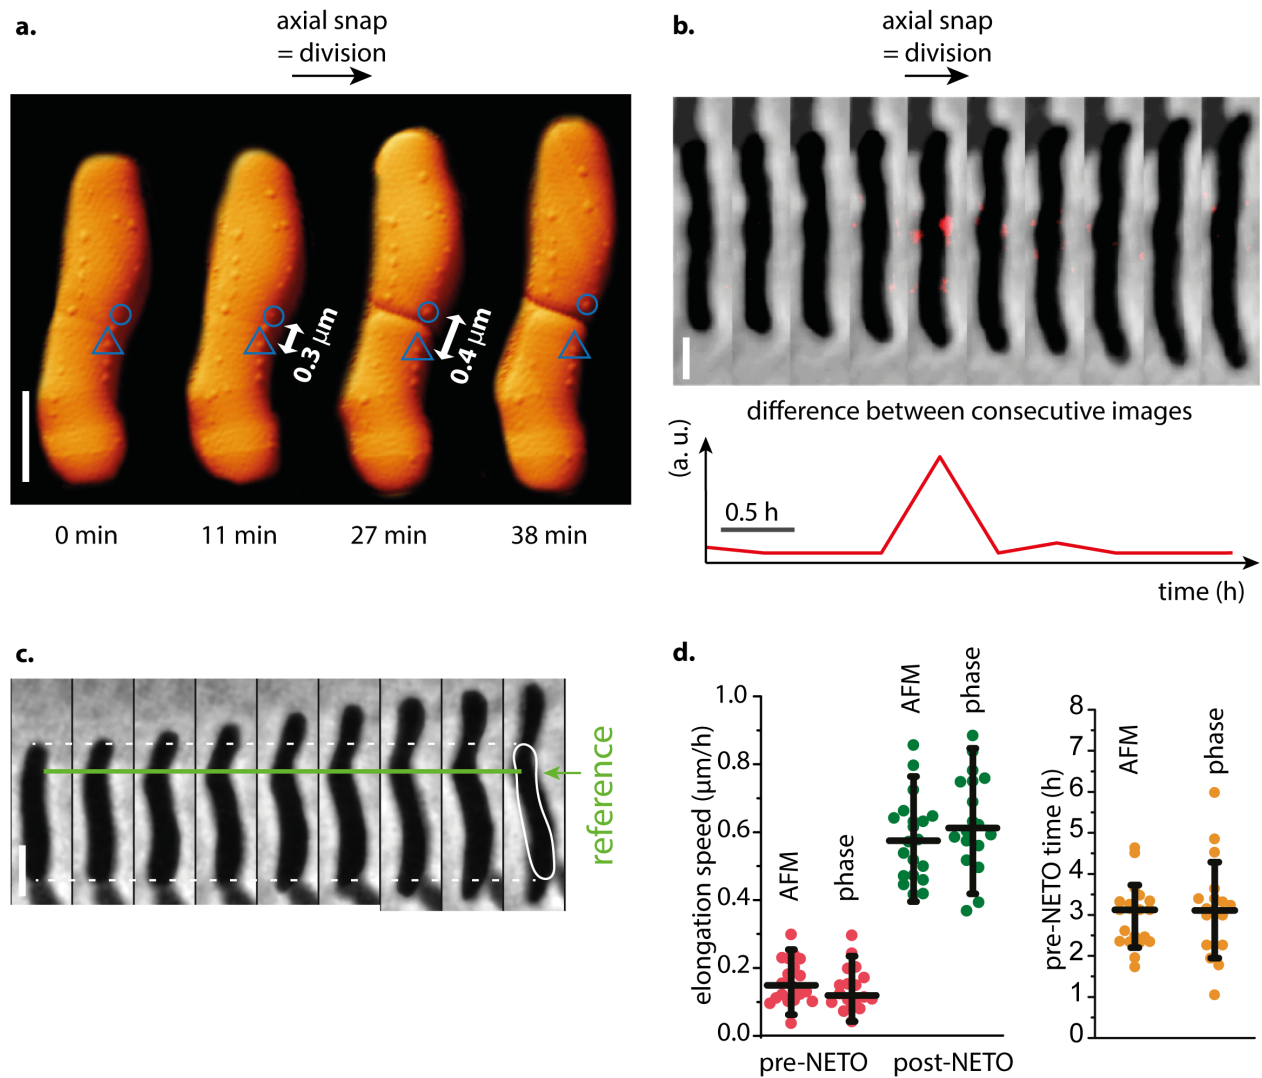 a.
axial snap
= division
0.3 μm
0.4 μm
0 min
11 min
27 min
38 min
b.
axial snap
= division
difference between consecutive images
(a. u.)
0.5 h
time (h)
c.
reference
d.
elongation speed (μm/h)
1.0
0.8
0.6
0.4
0.2
0.0
AFM
phase
AFM
phase
pre-NETO
post-NETO
pre-NETO time (h)
8
7
6
5
4
3
2
1
0
AFM
phase